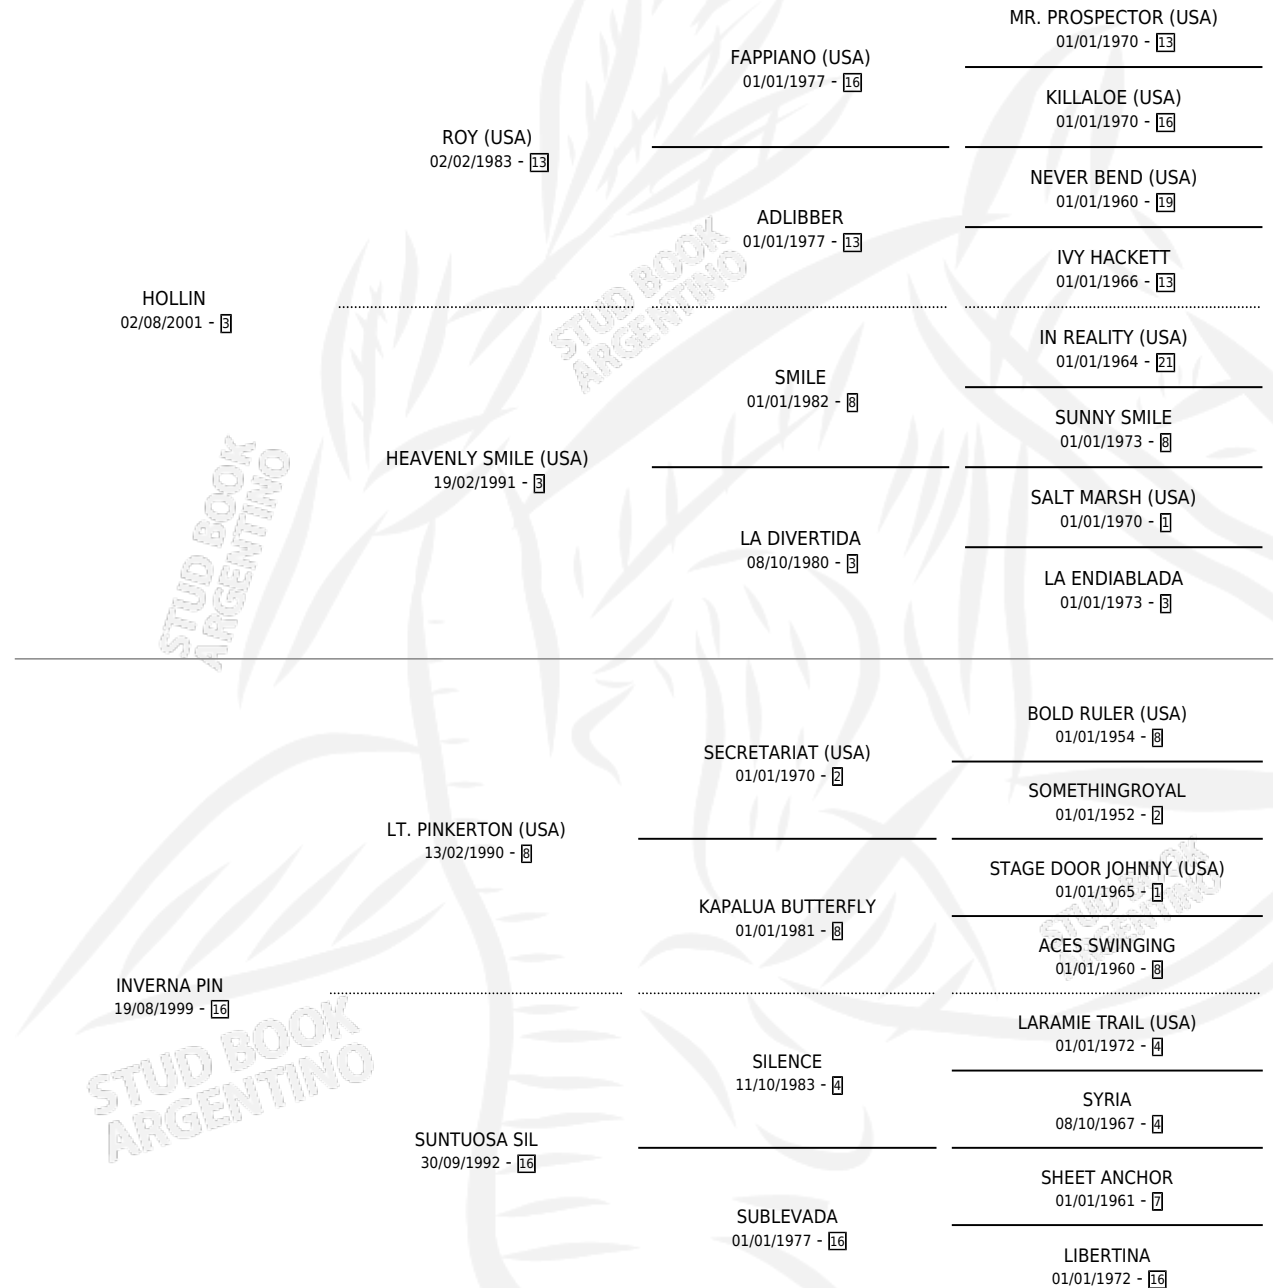 MR. PROSPECTOR (USA)
01/01/1970 - 13
FAPPIANO (USA)
01/01/1977 - 16
KILLALOE (USA)
01/01/1970 - 16
ROY (USA)
02/02/1983 - 13
NEVER BEND (USA)
01/01/1960 - 19
ADLIBBER
01/01/1977 - 13
IVY HACKETT
01/01/1966 - 13
HOLLIN
02/08/2001 - 3
IN REALITY (USA)
01/01/1964 - 21
SMILE
01/01/1982 - 8
SUNNY SMILE
01/01/1973 - 8
HEAVENLY SMILE (USA)
19/02/1991 - 3
SALT MARSH (USA)
01/01/1970 - 1
LA DIVERTIDA
08/10/1980 - 3
LA ENDIABLADA
01/01/1973 - 3
BOLD RULER (USA)
01/01/1954 - 8
SECRETARIAT (USA)
01/01/1970 - 2
SOMETHINGROYAL
01/01/1952 - 2
LT. PINKERTON (USA)
13/02/1990 - 8
STAGE DOOR JOHNNY (USA)
01/01/1965 - 1
KAPALUA BUTTERFLY
01/01/1981 - 8
ACES SWINGING
01/01/1960 - 8
INVERNA PIN
19/08/1999 - 16
LARAMIE TRAIL (USA)
01/01/1972 - 4
SILENCE
11/10/1983 - 4
SYRIA
08/10/1967 - 4
SUNTUOSA SIL
30/09/1992 - 16
SHEET ANCHOR
01/01/1961 - 7
SUBLEVADA
01/01/1977 - 16
LIBERTINA
01/01/1972 - 16
STUD BOOK
ARGENTINO
STUD BOOK
ARGENTINO
STUD BOOK
ARGENTINO
STUD BOOK
ARGENTINO